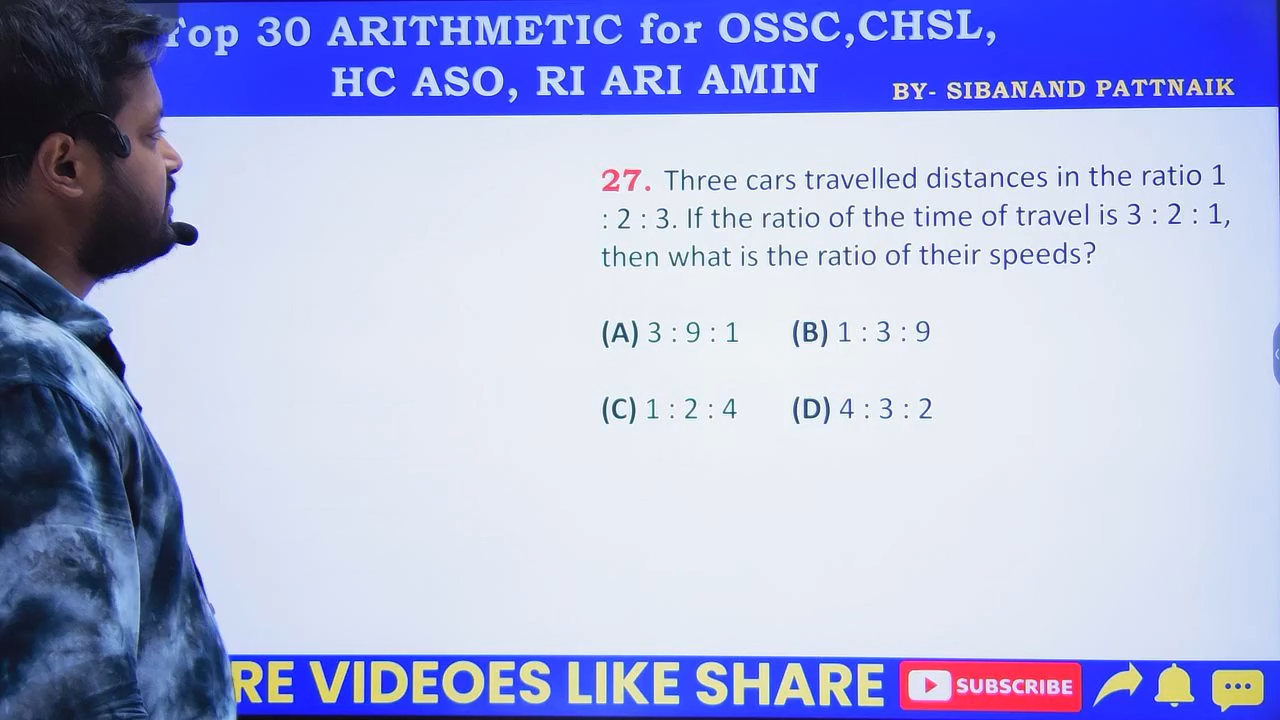 Top 30 ARITHMETIC for OSSC,CHSL,
HC ASO, RI ARI AMIN
BY- SIBANAND PATTNAIK
27. Three cars travelled distances in the ratio 1
: 2 : 3. If the ratio of the time of travel is 3 : 2 : 1,
then what is the ratio of their speeds?
(A) 3 : 9 : 1 (B) 1 : 3 : 9
(C) 1 : 2 : 4 (D) 4 : 3 : 2
RE VIDEOES LIKE SHARE SUBSCRIBE